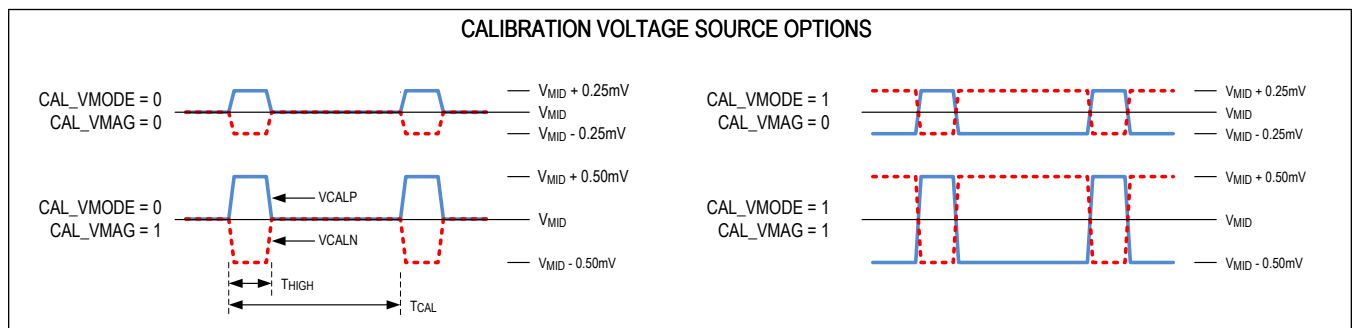 CALIBRATION VOLTAGE SOURCE OPTIONS
CAL_VMODE = 0
CAL_VMAG = 0
VMID + 0.25mV
VMID
VMID - 0.25mV
CAL_VMODE = 0
CAL_VMAG = 1
VCALP
VCALN
VMID + 0.50mV
VMID
VMID - 0.50mV
THIGH
TCAL
CAL_VMODE = 1
CAL_VMAG = 0
VMID + 0.25mV
VMID
VMID - 0.25mV
CAL_VMODE = 1
CAL_VMAG = 1
VMID + 0.50mV
VMID
VMID - 0.50mV